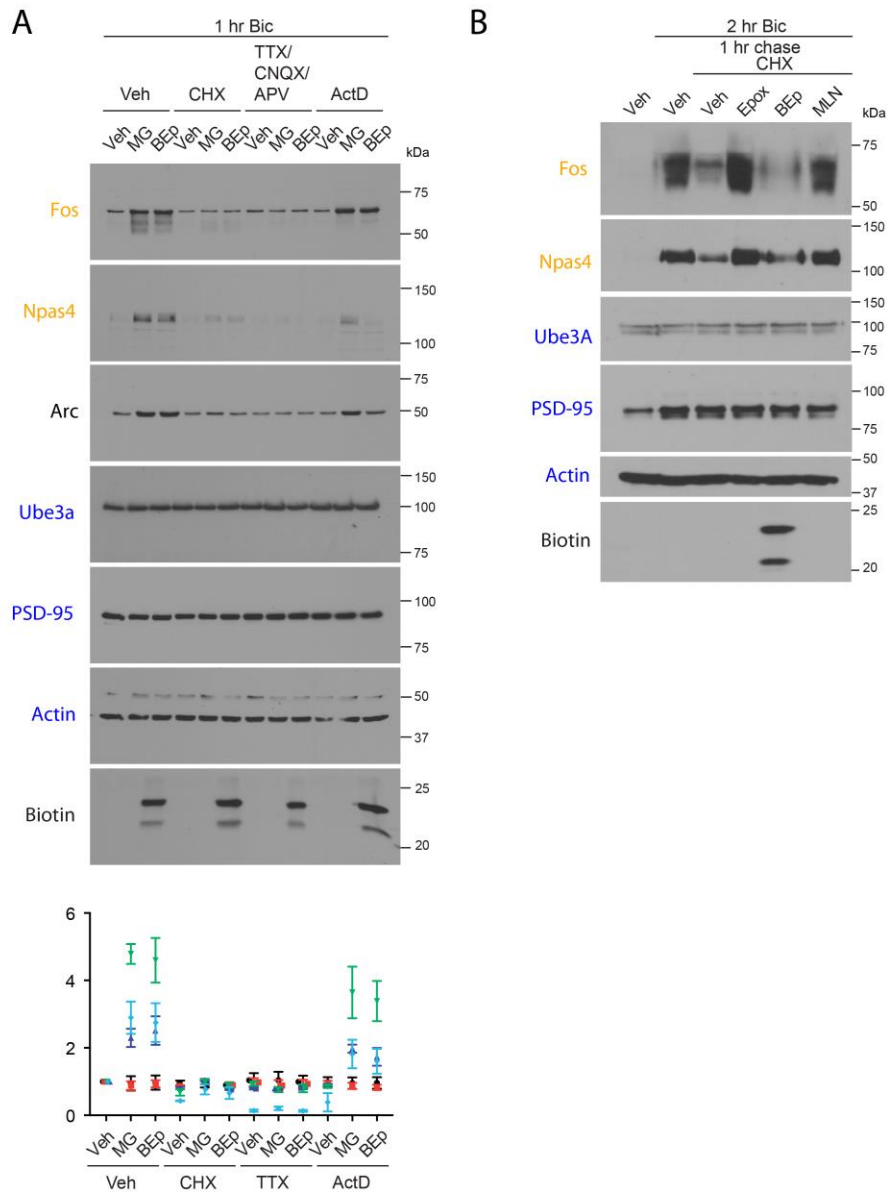 A
1 hr Bic
TTX/
CNQX/
Veh CHX APV ActD
Veh MG BEp Veh MG BEp Veh MG BEp Veh MG BEp
kDa
Fos 75
50
Npas4 150
100
Arc 75
50
Ube3a 150
100
75
PSD-95 100
75
Actin 50
37
Biotin 25
20
6
4
2
0
Veh MG BEp Veh MG BEp Veh MG BEp Veh MG BEp
Veh CHX TTX ActD
B
2 hr Bic
1 hr chase
CHX
Veh Veh Veh Epox BEp MLN
kDa
Fos 75
50
Npas4 150
100
Ube3A 150
100
75
PSD-95 100
75
Actin 50
37
Biotin 25
20